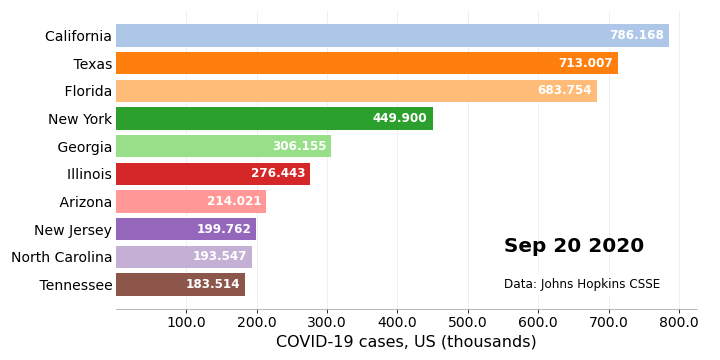 California 786.168
Texas 713.007
Florida 683.754
New York 449.900
Georgia 306.155
Illinois 276.443
Arizona 214.021
New Jersey 199.762
North Carolina 193.547
Tennessee 183.514
Sep 20 2020
Data: Johns Hopkins CSSE
100.0 200.0 300.0 400.0 500.0 600.0 700.0 800.0
COVID-19 cases, US (thousands)